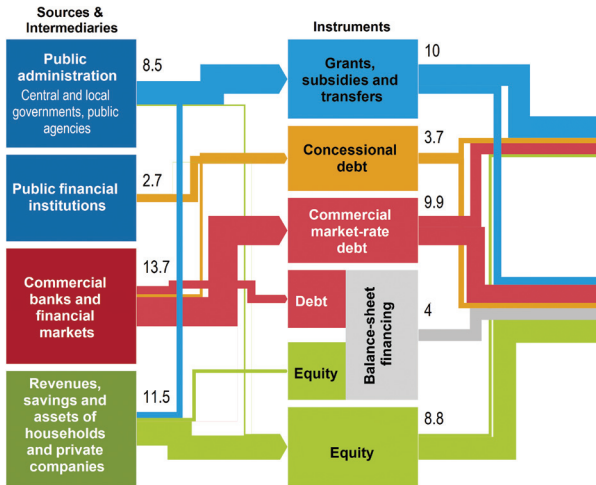 Sources &
Intermediaries
Instruments
Public
administration
Central and local
governments, public
agencies
8.5
Grants,
subsidies and
transfers
10
Public financial
institutions
2.7
Concessional
debt
3.7
Commercial
market-rate
debt
9.9
Commercial
banks and
financial
markets
13.7
Debt
Equity
Balance-sheet
financing
4
Revenues,
savings and
assets of
households
and private
companies
11.5
Equity
8.8